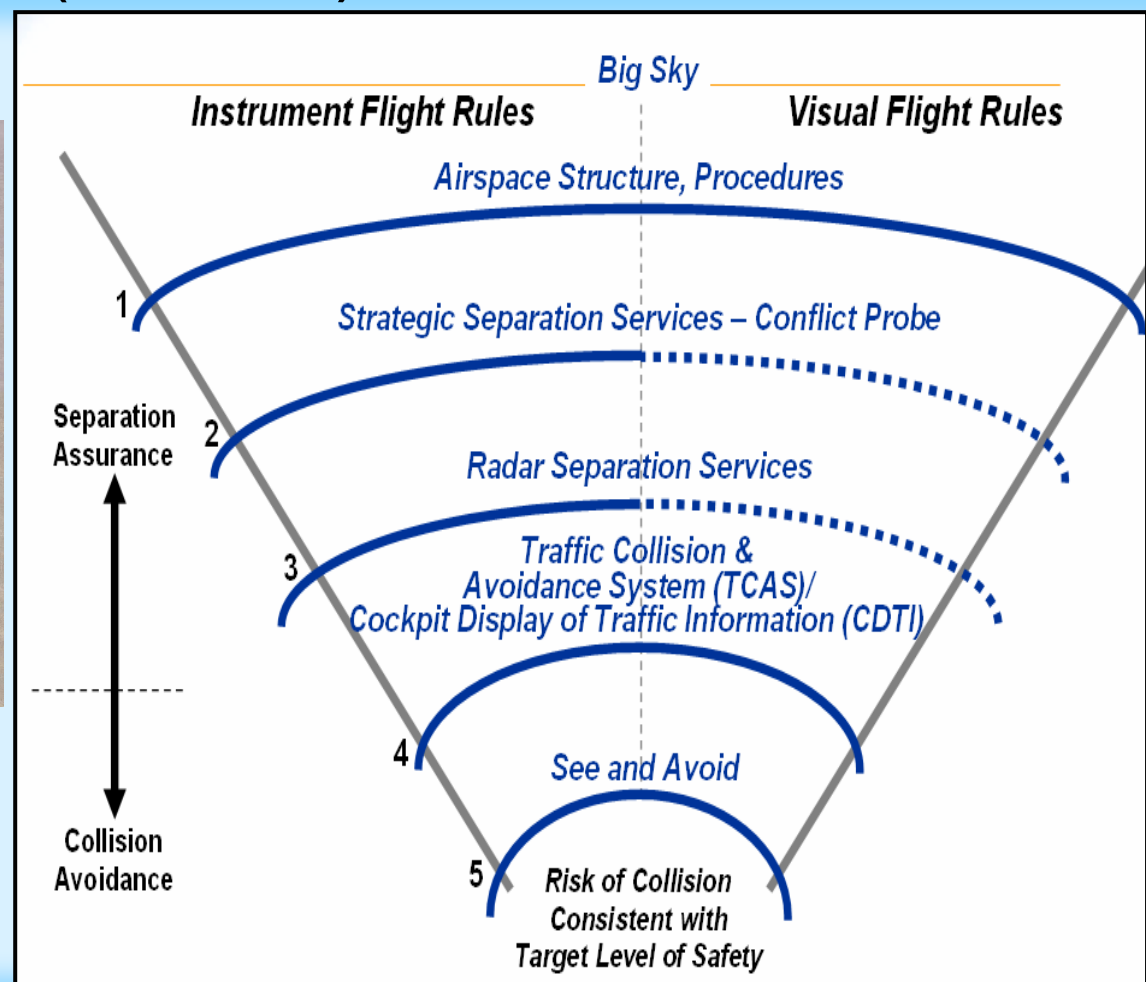 Big Sky
Instrument Flight Rules
Visual Flight Rules
Airspace Structure, Procedures
1
Strategic Separation Services – Conflict Probe
2
Separation
Assurance
Radar Separation Services
3
Traffic Collision &
Avoidance System (TCAS)/
Cockpit Display of Traffic Information (CDTI)
4
See and Avoid
Collision
Avoidance
5
Risk of Collision
Consistent with
Target Level of Safety